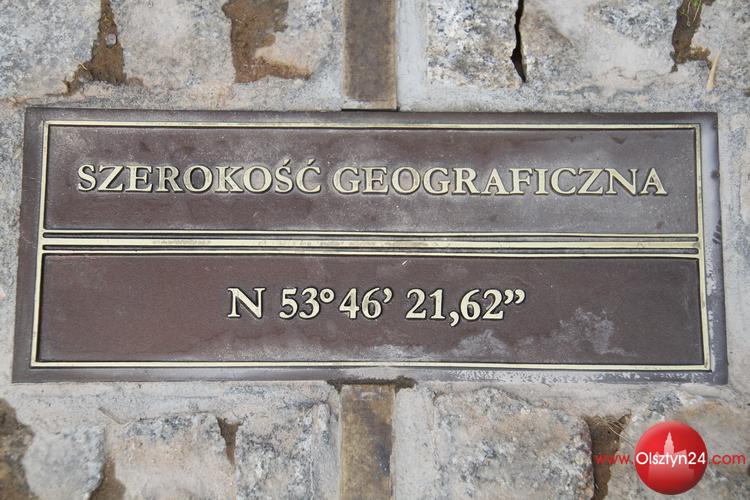 SZEROKOŚĆ GEOGRAFICZNA
N 53° 46’ 21,62”
www.Olsztyn24.com